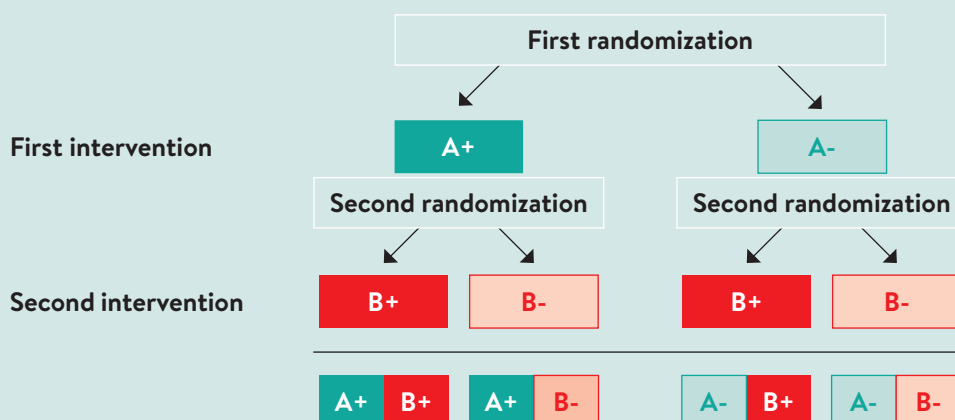 First randomization
First intervention
A+
A-
Second randomization
Second randomization
Second intervention
B+
B-
B+
B-
A+ B+
A+ B-
A- B+
A- B-